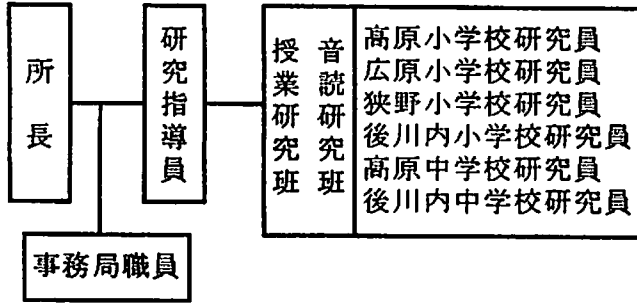 所長
研究指導員
音読研究班
授業研究班
高原小学校研究員
広原小学校研究員
狭野小学校研究員
後川内小学校研究員
高原中学校研究員
後川内中学校研究員
事務局職員